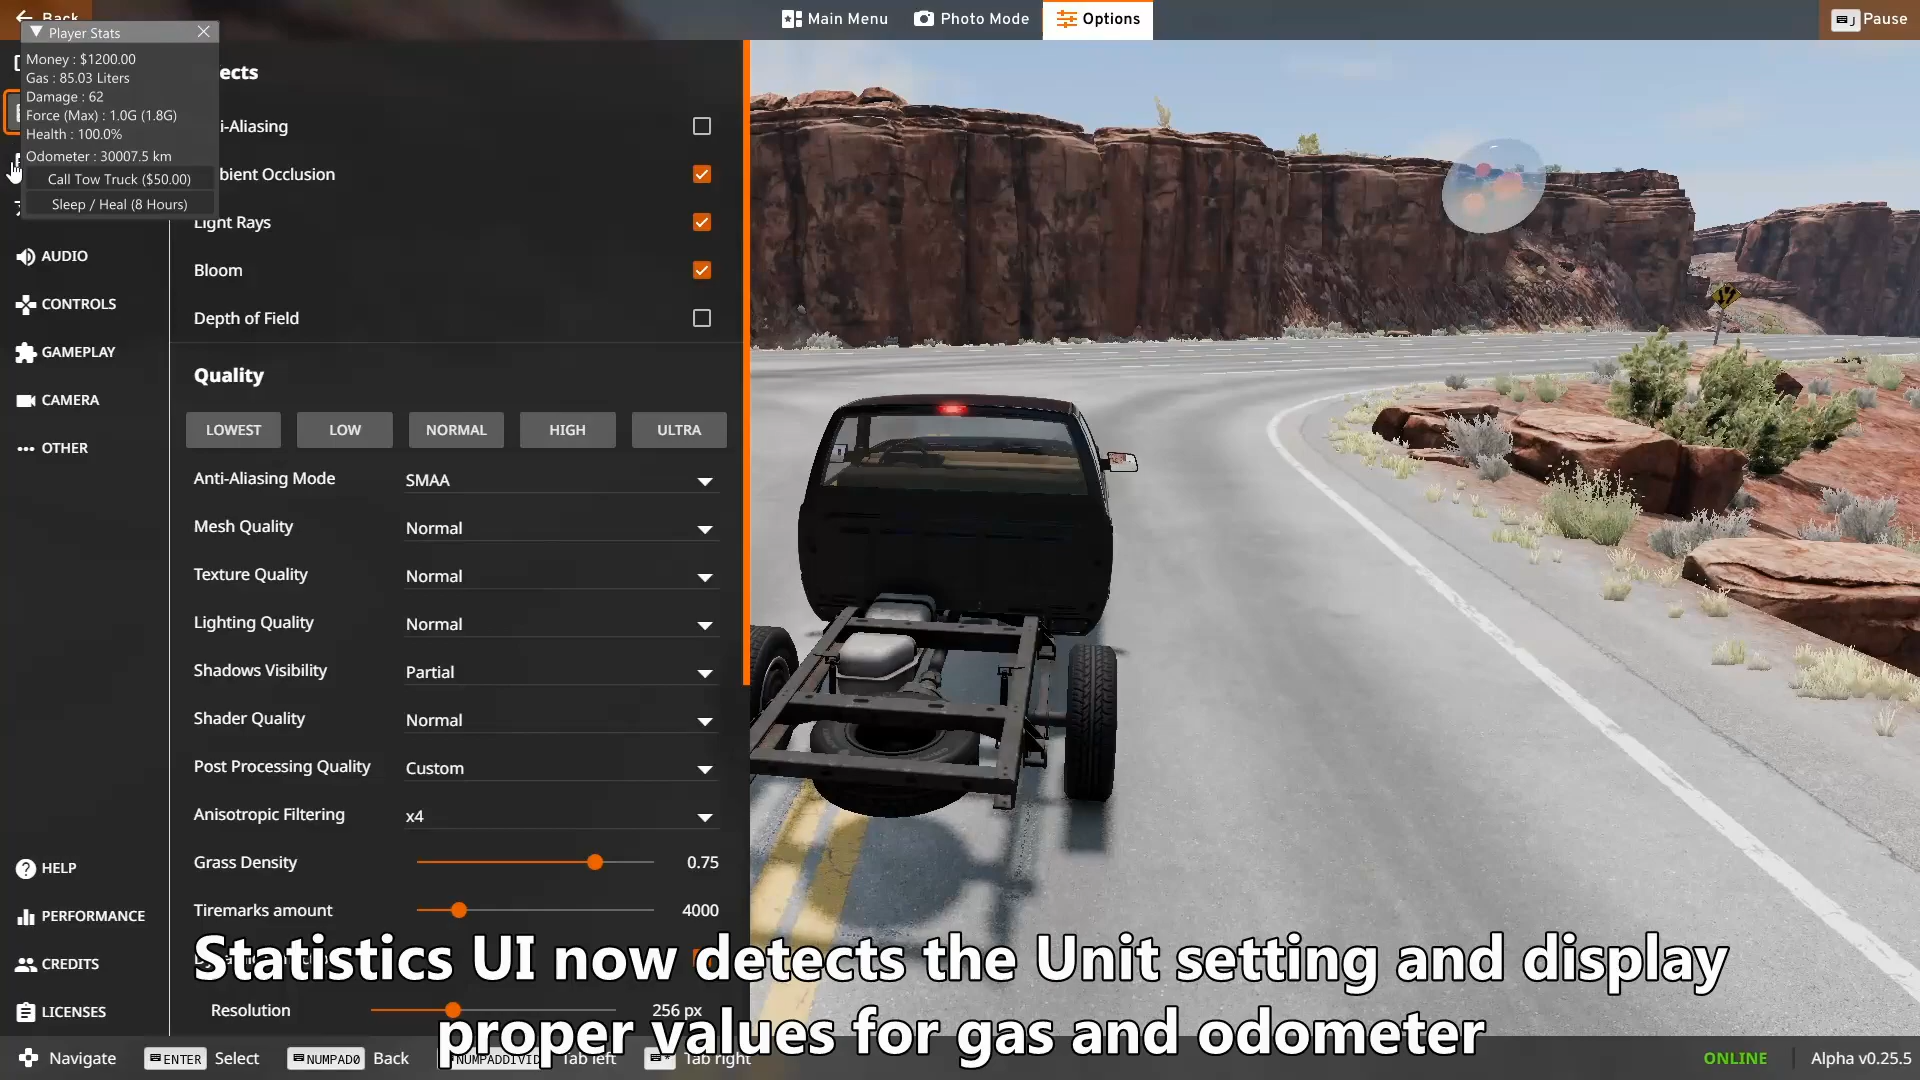 Back
Main Menu
Photo Mode
Options
J Pause
Player Stats
Money : $1200.00
Gas : 85.03 Liters
Damage : 62
Force (Max) : 1.0G (1.8G)
Health : 100.0%
Odometer : 30007.5 km
Call Tow Truck ($50.00)
Sleep / Heal (8 Hours)
AUDIO
CONTROLS
GAMEPLAY
CAMERA
OTHER
HELP
PERFORMANCE
CREDITS
LICENSES
ects
i-Aliasing
bient Occlusion
Light Rays
Bloom
Depth of Field
Quality
LOWEST LOW NORMAL HIGH ULTRA
Anti-Aliasing Mode SMAA
Mesh Quality Normal
Texture Quality Normal
Lighting Quality Normal
Shadows Visibility Partial
Shader Quality Normal
Post Processing Quality Custom
Anisotropic Filtering x4
Grass Density 0.75
Tiremarks amount 4000
Resolution 256 px
Statistics UI now detects the Unit setting and display
proper values for gas and odometer
Navigate ENTER Select NUMPAD0 Back NUMPADDIVID Tab left * Tab right
ONLINE Alpha v0.25.5